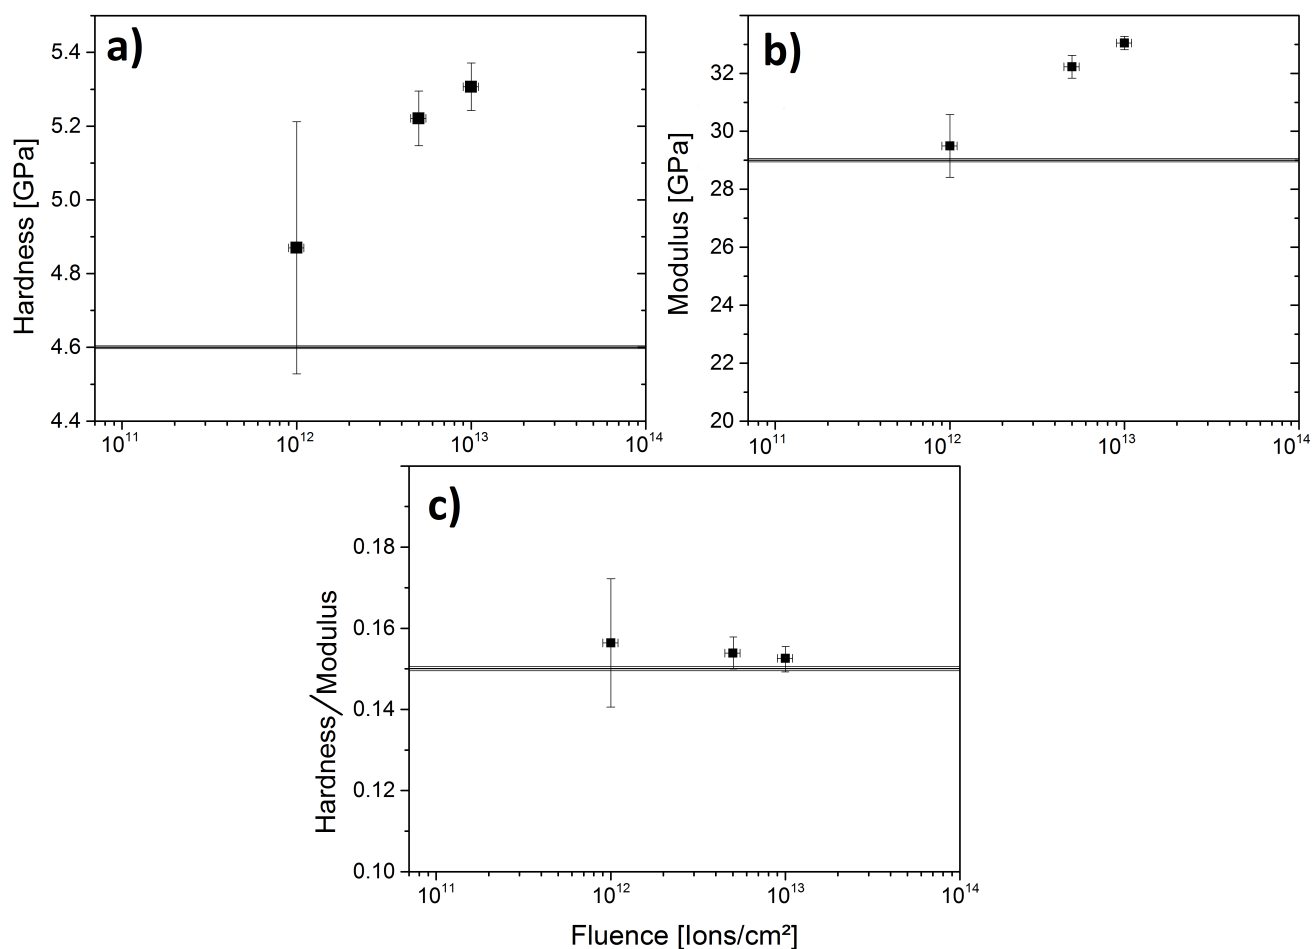 a)
Hardness [GPa]
5.4
5.2
5.0
4.8
4.6
4.4
10¹¹ 10¹² 10¹³ 10¹⁴
b)
Modulus [GPa]
32
30
28
26
24
22
20
10¹¹ 10¹² 10¹³ 10¹⁴
c)
Hardness/Modulus
0.18
0.16
0.14
0.12
0.10
10¹¹ 10¹² 10¹³ 10¹⁴
Fluence [Ions/cm²]